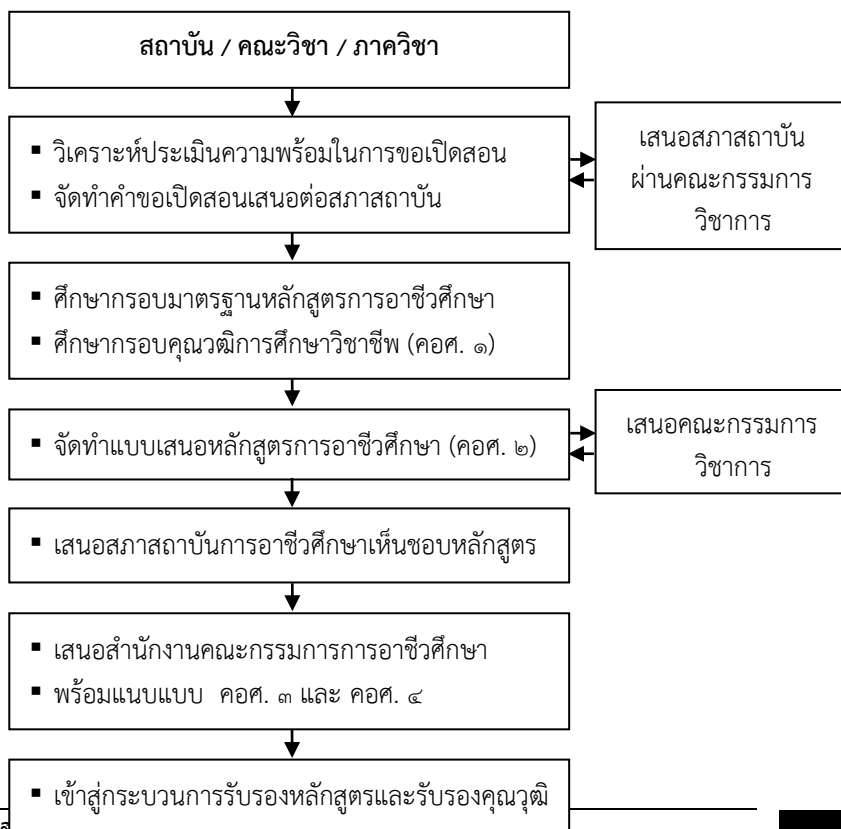 สถาบัน / คณะวิชา / ภาควิชา
▪ วิเคราะห์ประเมินความพร้อมในการขอเปิดสอน
▪ จัดทำคำขอเปิดสอนเสนอต่อสภาสถาบัน
เสนอสภาสถาบัน
ผ่านคณะกรรมการ
วิชาการ
▪ ศึกษากรอบมาตรฐานหลักสูตรการอาชีวศึกษา
▪ ศึกษากรอบคุณวฒิการศึกษาวิชาชีพ (คอศ. ๑)
▪ จัดทำแบบเสนอหลักสูตรการอาชีวศึกษา (คอศ. ๒)
เสนอคณะกรรมการ
วิชาการ
▪ เสนอสภาสถาบันการอาชีวศึกษาเห็นชอบหลักสูตร
▪ เสนอสำนักงานคณะกรรมการการอาชีวศึกษา
▪ พร้อมแนบแบบ คอศ. ๓ และ คอศ. ๔
▪ เข้าสู่กระบวนการรับรองหลักสูตรและรับรองคุณวุฒิ